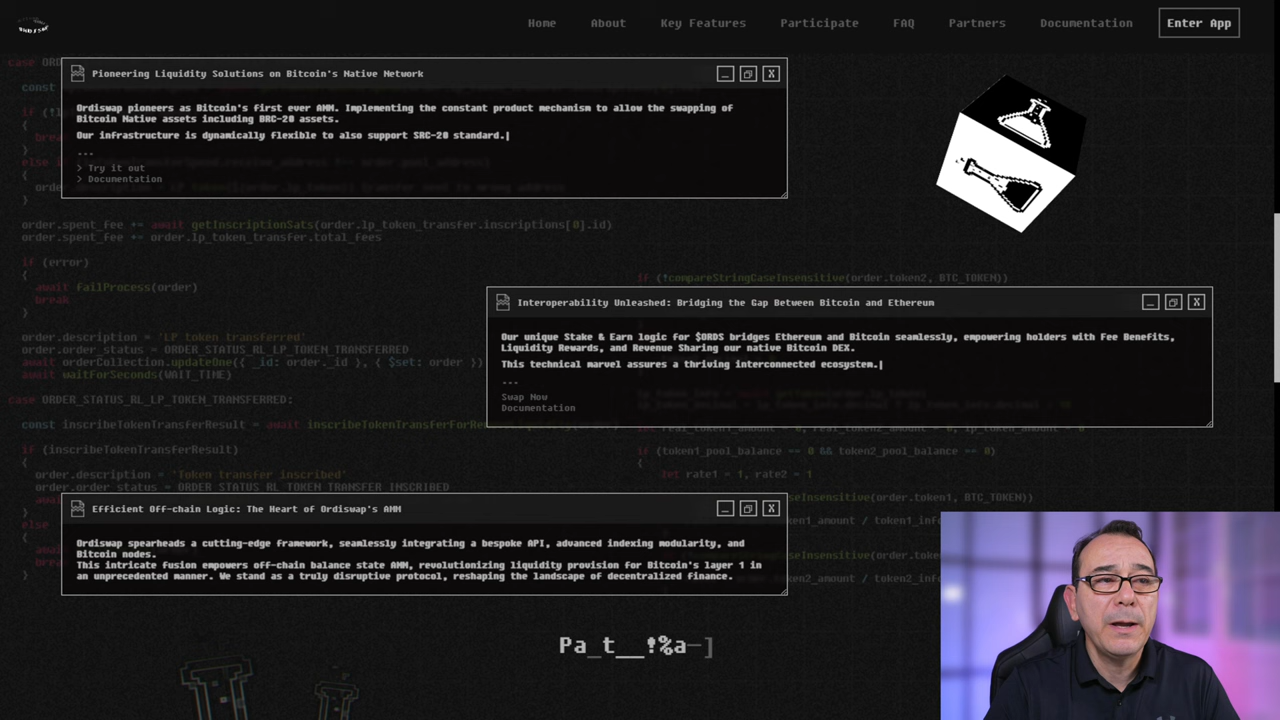 Home About Key Features Participate FAQ Partners Documentation Enter App
Pioneering Liquidity Solutions on Bitcoin's Native Network
Ordiswap pioneers as Bitcoin's first ever AMM. Implementing the constant product mechanism to allow the swapping of
Bitcoin Native assets including BRC-20 assets.
Our infrastructure is dynamically flexible to also support SRC-20 standard.|
---
> Try it out
> Documentation
order.spent_fee += await getInscriptionSats(order.lp_token_transfer.inscriptions[0].id)
order.spent_fee += order.lp_token_transfer.total_fees
if (error)
{
await failProcess(order)
break
}
if (!compareStringCaseInsensitive(order.token2, BTC_TOKEN))
Interoperability Unleashed: Bridging the Gap Between Bitcoin and Ethereum
Our unique Stake & Earn logic for $ORDS bridges Ethereum and Bitcoin seamlessly, empowering holders with Fee Benefits,
Liquidity Rewards, and Revenue Sharing our native Bitcoin DEX.
This technical marvel assures a thriving interconnected ecosystem.|
---
Swap Now
Documentation
order.description = 'LP token transferred'
order.order_status = ORDER_STATUS_RL_LP_TOKEN_TRANSFERRED
await orderCollection.updateOne({ _id: order._id }, { $set: order })
await waitForSeconds(WAIT_TIME)
case ORDER_STATUS_RL_LP_TOKEN_TRANSFERRED:
const inscribeTokenTransferResult = await
if (inscribeTokenTransferResult)
{
order.description = 'Token transfer inscribed'
order.order_status = ORDER_STATUS_RL_TOKEN_TRANSFER_INSCRIBED
if (token1_pool_balance == 0 && token2_pool_balance == 0)
{
let rate1 = 1, rate2 = 1
Efficient Off-chain Logic: The Heart of Ordiswap's AMM
Ordiswap spearheads a cutting-edge framework, seamlessly integrating a bespoke API, advanced indexing modularity, and
Bitcoin nodes.
This intricate fusion empowers off-chain balance state AMM, revolutionizing liquidity provision for Bitcoin's layer 1 in
an unprecedented manner. We stand as a truly disruptive protocol, reshaping the landscape of decentralized finance.
Pa_t__!%a-]